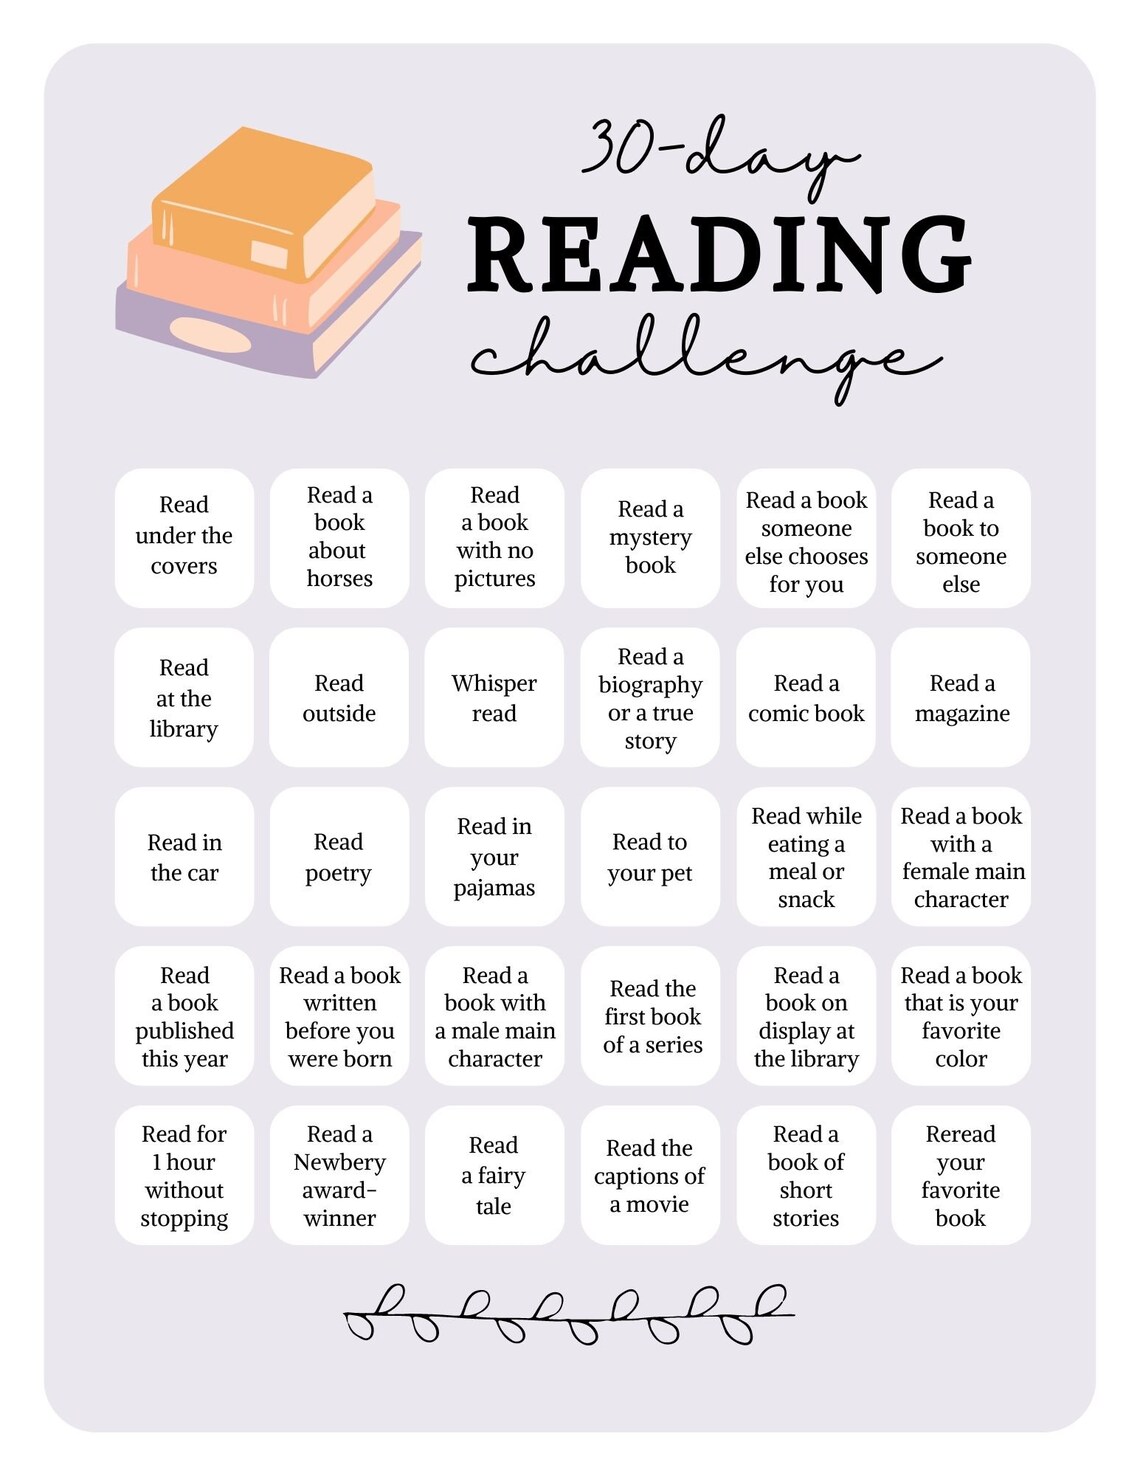 30-day
READING
challenge
Read
under the
covers
Read a
book
about
horses
Read
a book
with no
pictures
Read a
mystery
book
Read a book
someone
else chooses
for you
Read a
book to
someone
else
Read
at the
library
Read
outside
Whisper
read
Read a
biography
or a true
story
Read a
comic book
Read a
magazine
Read in
the car
Read
poetry
Read in
your
pajamas
Read to
your pet
Read while
eating a
meal or
snack
Read a book
with a
female main
character
Read
a book
published
this year
Read a book
written
before you
were born
Read a
book with
a male main
character
Read the
first book
of a series
Read a
book on
display at
the library
Read a book
that is your
favorite
color
Read for
1 hour
without
stopping
Read a
Newbery
award-
winner
Read
a fairy
tale
Read the
captions of
a movie
Read a
book of
short
stories
Reread
your
favorite
book